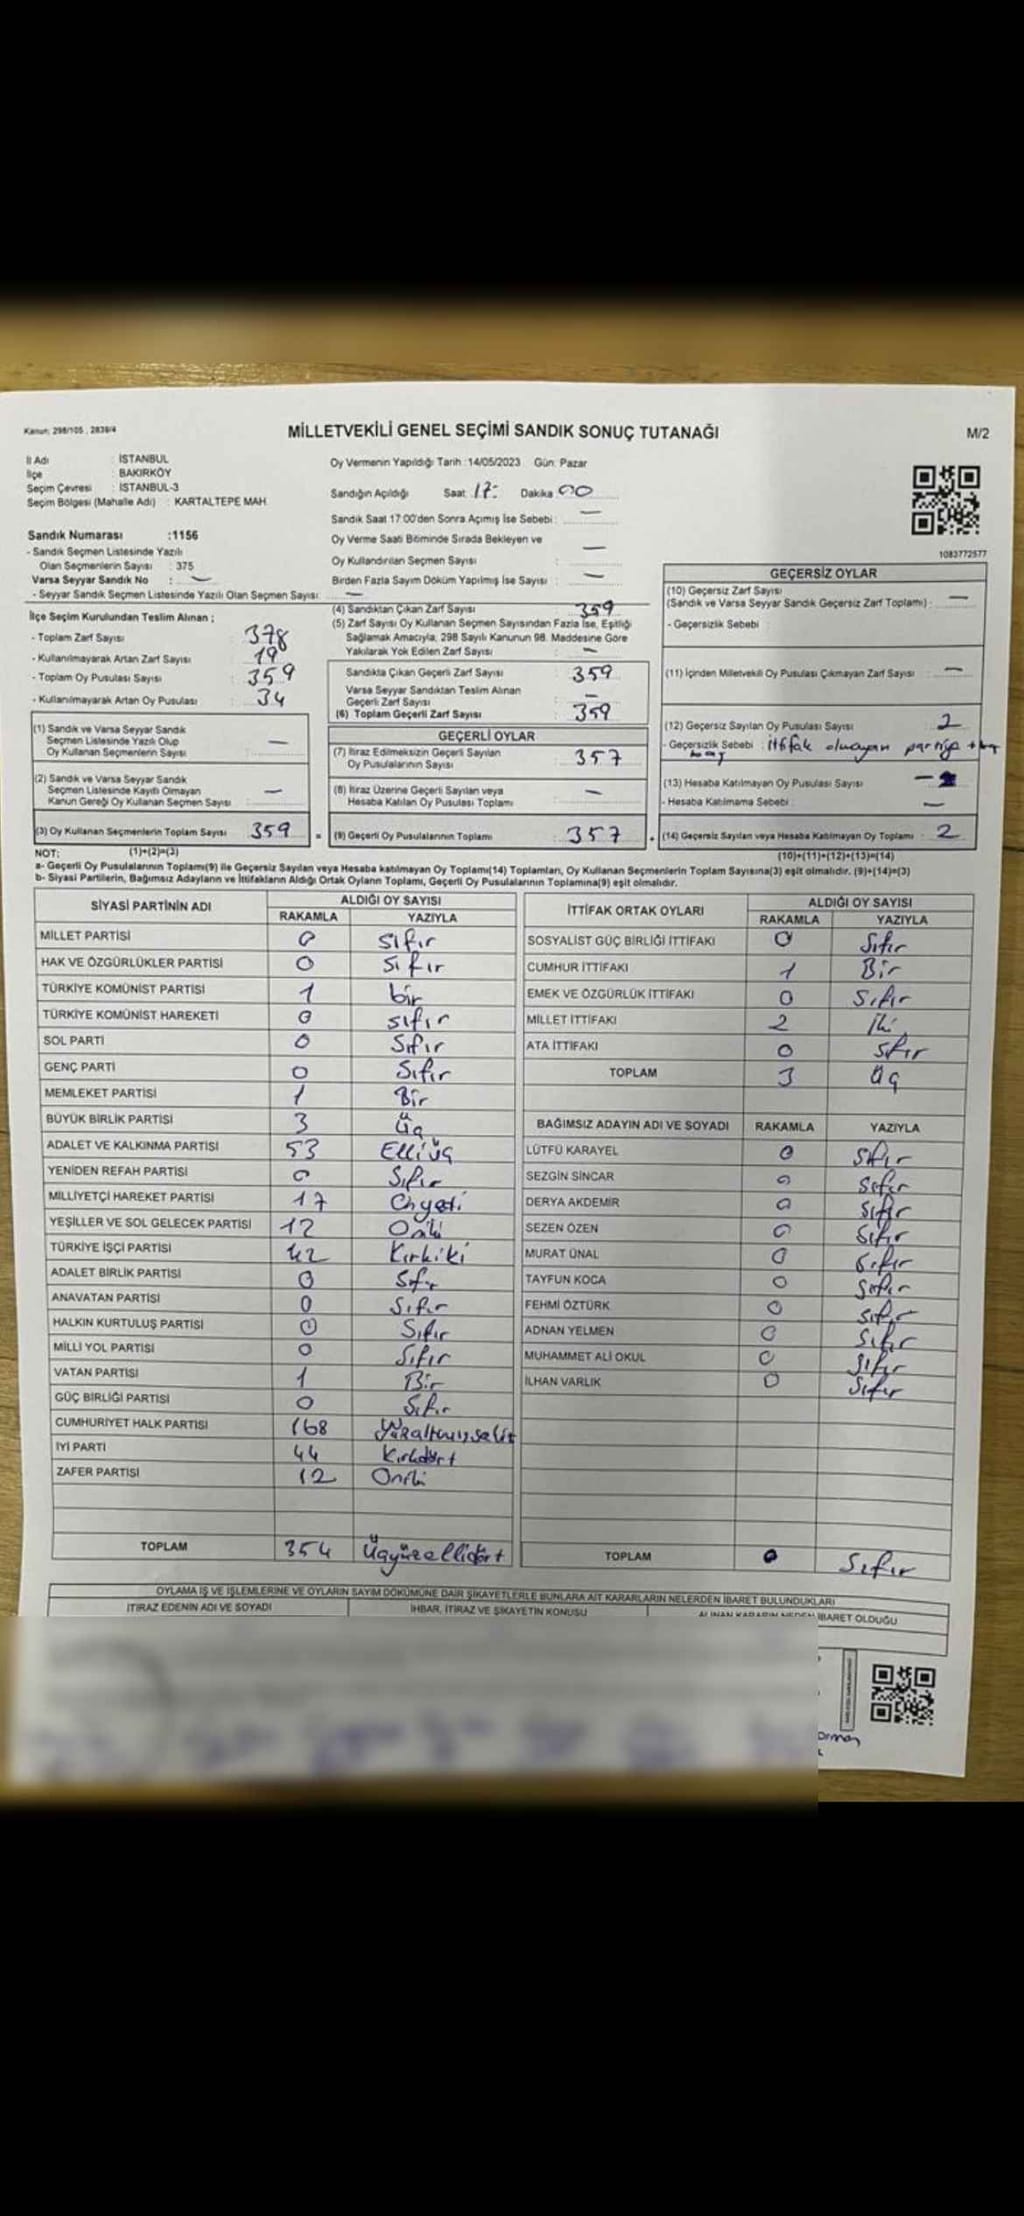 Kanun: 298/105 , 2839/4
MİLLETVEKİLİ GENEL SEÇİMİ SANDIK SONUÇ TUTANAĞI
M/2
İl Adı : İSTANBUL
İlçe : BAKIRKÖY
Seçim Çevresi : İSTANBUL-3
Seçim Bölgesi (Mahalle Adı) : KARTALTEPE MAH
Sandık Numarası :1156
- Sandık Seçmen Listesinde Yazılı
Olan Seçmenlerin Sayısı : 375
Varsa Seyyar Sandık No : —
- Seyyar Sandık Seçmen Listesinde Yazılı Olan Seçmen Sayısı: —
Oy Vermenin Yapıldığı Tarih :14/05/2023 Gün: Pazar
Sandığın Açıldığı Saat 17: Dakika 00
Sandık Saat 17:00'den Sonra Açımış İse Sebebi : —
Oy Verme Saati Bitiminde Sırada Bekleyen ve
Oy Kullandırılan Seçmen Sayısı : —
Birden Fazla Sayım Döküm Yapılmış İse Sayısı : —
1083772577
İlçe Seçim Kurulundan Teslim Alınan ;
- Toplam Zarf Sayısı : 378
- Kullanılmayarak Artan Zarf Sayısı : 19
- Toplam Oy Pusulası Sayısı : 359
- Kullanılmayarak Artan Oy Pusulası : 34
(1) Sandık ve Varsa Seyyar Sandık
Seçmen Listesinde Yazılı Olup
Oy Kullanan Seçmenlerin Sayısı : —
(2) Sandık ve Varsa Seyyar Sandık
Seçmen Listesinde Kayıtlı Olmayan
Kanun Gereği Oy Kullanan Seçmen Sayısı : —
(3) Oy Kullanan Seçmenlerin Toplam Sayısı : 359
(4) Sandıktan Çıkan Zarf Sayısı : 359
(5) Zarf Sayısı Oy Kullanan Seçmen Sayısından Fazla İse, Eşitliği
Sağlamak Amacıyla, 298 Sayılı Kanunun 98. Maddesine Göre
Yakılarak Yok Edilen Zarf Sayısı : —
Sandıkta Çıkan Geçerli Zarf Sayısı : 359
Varsa Seyyar Sandıktan Teslim Alınan
Geçerli Zarf Sayısı : —
(6) Toplam Geçerli Zarf Sayısı : 359
GEÇERLİ OYLAR
(7) İtiraz Edilmeksizin Geçerli Sayılan
Oy Pusulalarının Sayısı : 357
(8) İtiraz Üzerine Geçerli Sayılan veya
Hesaba Katılan Oy Pusulası Toplamı : —
= (9) Geçerli Oy Pusulalarının Toplamı : 357 +
GEÇERSİZ OYLAR
(10) Geçersiz Zarf Sayısı
(Sandık ve Varsa Seyyar Sandık Geçersiz Zarf Toplamı) : —
- Geçersizlik Sebebi :
(11) İçinden Milletvekili Oy Pusulası Çıkmayan Zarf Sayısı : —
(12) Geçersiz Sayılan Oy Pusulası Sayısı : 2
- Geçersizlik Sebebi : ittifak olmayan partiye
(13) Hesaba Katılmayan Oy Pusulası Sayısı : —
- Hesaba Katılmama Sebebi : —
(14) Geçersiz Sayılan veya Hesaba Katılmayan Oy Toplamı : 2
NOT: (1)+(2)=(3)
(10)+(11)+(12)+(13)=(14)
a- Geçerli Oy Pusulalarının Toplamı(9) ile Geçersiz Sayılan veya Hesaba katılmayan Oy Toplamı(14) Toplamları, Oy Kullanan Seçmenlerin Toplam Sayısına(3) eşit olmalıdır. (9)+(14)=(3)
b- Siyasi Partilerin, Bağımsız Adayların ve İttifakların Aldığı Ortak Oyların Toplamı, Geçerli Oy Pusulalarının Toplamına(9) eşit olmalıdır.
SİYASİ PARTİNİN ADI
ALDIĞI OY SAYISI
RAKAMLA YAZIYLA
MİLLET PARTİSİ 0 sıfır
HAK VE ÖZGÜRLÜKLER PARTİSİ 0 sıfır
TÜRKİYE KOMÜNİST PARTİSİ 1 bir
TÜRKİYE KOMÜNİST HAREKETİ 0 sıfır
SOL PARTİ 0 Sıfır
GENÇ PARTİ 0 Sıfır
MEMLEKET PARTİSİ 1 Bir
BÜYÜK BİRLİK PARTİSİ 3 Üç
ADALET VE KALKINMA PARTİSİ 53 Elliüç
YENİDEN REFAH PARTİSİ 0 Sıfır
MİLLİYETÇİ HAREKET PARTİSİ 17 Onyedi
YEŞİLLER VE SOL GELECEK PARTİSİ 12 Oniki
TÜRKİYE İŞÇİ PARTİSİ 42 Kırkiki
ADALET BİRLİK PARTİSİ 0 Sıfır
ANAVATAN PARTİSİ 0 Sıfır
HALKIN KURTULUŞ PARTİSİ 0 Sıfır
MİLLİ YOL PARTİSİ 0 Sıfır
VATAN PARTİSİ 1 Bir
GÜÇ BİRLİĞİ PARTİSİ 0 Sıfır
CUMHURİYET HALK PARTİSİ 168 Yüzaltmışsekiz
İYİ PARTİ 44 Kırkdört
ZAFER PARTİSİ 12 Oniki
TOPLAM 354 Üçyüzellidört
İTTİFAK ORTAK OYLARI
ALDIĞI OY SAYISI
RAKAMLA YAZIYLA
SOSYALİST GÜÇ BİRLİĞİ İTTİFAKI 0 Sıfır
CUMHUR İTTİFAKI 1 Bir
EMEK VE ÖZGÜRLÜK İTTİFAKI 0 Sıfır
MİLLET İTTİFAKI 2 İki
ATA İTTİFAKI 0 sıfır
TOPLAM 3 üç
BAĞIMSIZ ADAYIN ADI VE SOYADI RAKAMLA YAZIYLA
LÜTFÜ KARAYEL 0 Sıfır
SEZGİN SİNCAR 0 Sıfır
DERYA AKDEMİR 0 Sıfır
SEZEN ÖZEN 0 Sıfır
MURAT ÜNAL 0 Sıfır
TAYFUN KOCA 0 Sıfır
FEHMİ ÖZTÜRK 0 Sıfır
ADNAN YELMEN 0 Sıfır
MUHAMMET ALİ OKUL 0 Sıfır
İLHAN VARLIK 0 Sıfır
TOPLAM 0 Sıfır
OYLAMA İŞ VE İŞLEMLERİNE VE OYLARIN SAYIM DÖKÜMÜNE DAİR ŞİKAYETLERLE BUNLARA AİT KARARLARIN NELERDEN İBARET BULUNDUKLARI
İTİRAZ EDENİN ADI VE SOYADI
İHBAR, İTİRAZ VE ŞİKAYETİN KONUSU
ALINAN KARARIN NEDEN İBARET OLDUĞU